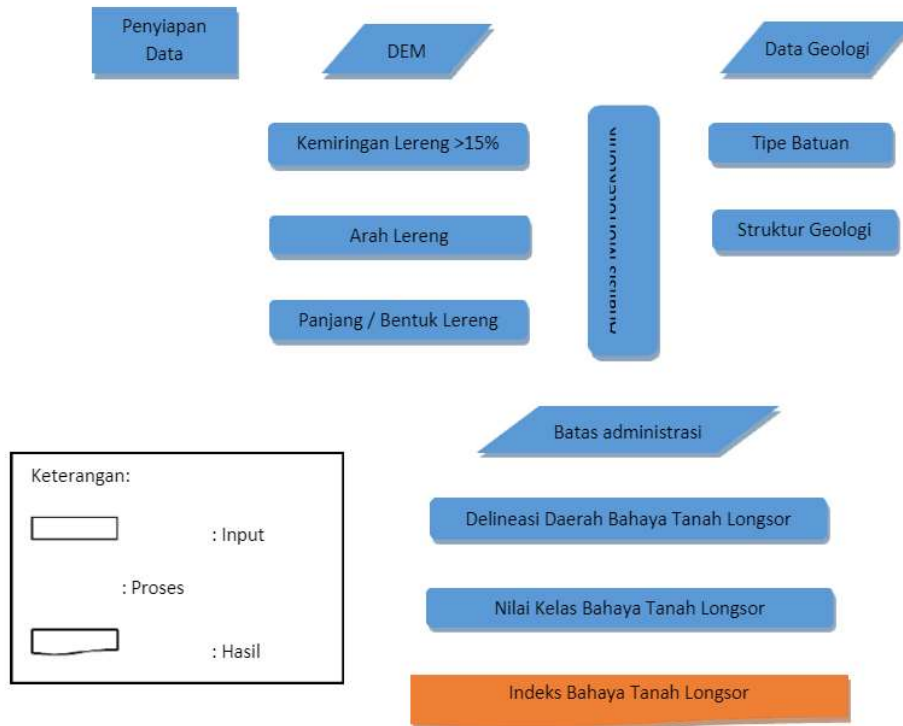 Penyiapan
Data
DEM
Data Geologi
Kemiringan Lereng >15%
Tipe Batuan
Arah Lereng
Struktur Geologi
Panjang / Bentuk Lereng
Analisis
Batas administrasi
Keterangan:
: Input
: Proses
: Hasil
Delineasi Daerah Bahaya Tanah Longsor
Nilai Kelas Bahaya Tanah Longsor
Indeks Bahaya Tanah Longsor